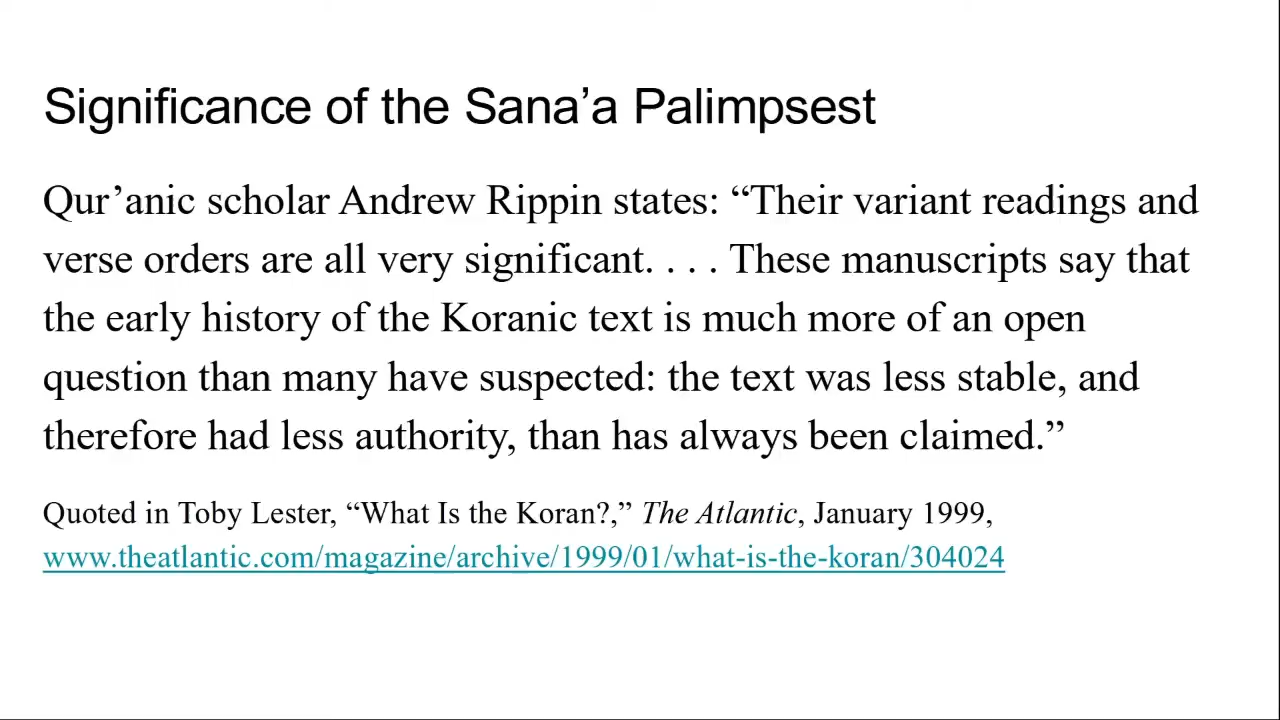 Significance of the Sana’a Palimpsest
Qur’anic scholar Andrew Rippin states: “Their variant readings and
verse orders are all very significant. . . . These manuscripts say that
the early history of the Koranic text is much more of an open
question than many have suspected: the text was less stable, and
therefore had less authority, than has always been claimed.”
Quoted in Toby Lester, “What Is the Koran?,” The Atlantic, January 1999,
www.theatlantic.com/magazine/archive/1999/01/what-is-the-koran/304024